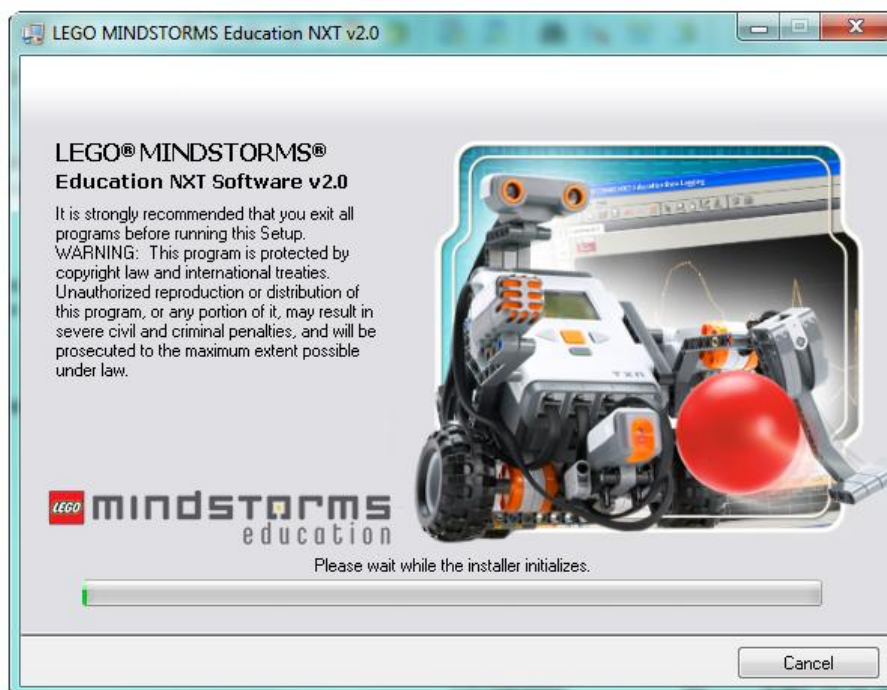 LEGO MINDSTORMS Education NXT v2.0
LEGO® MINDSTORMS®
Education NXT Software v2.0
It is strongly recommended that you exit all
programs before running this Setup.
WARNING: This program is protected by
copyright law and international treaties.
Unauthorized reproduction or distribution of
this program, or any portion of it, may result in
severe civil and criminal penalties, and will be
prosecuted to the maximum extent possible
under law.
NXT
LEGO mindstorms
education
Please wait while the installer initializes.
Cancel